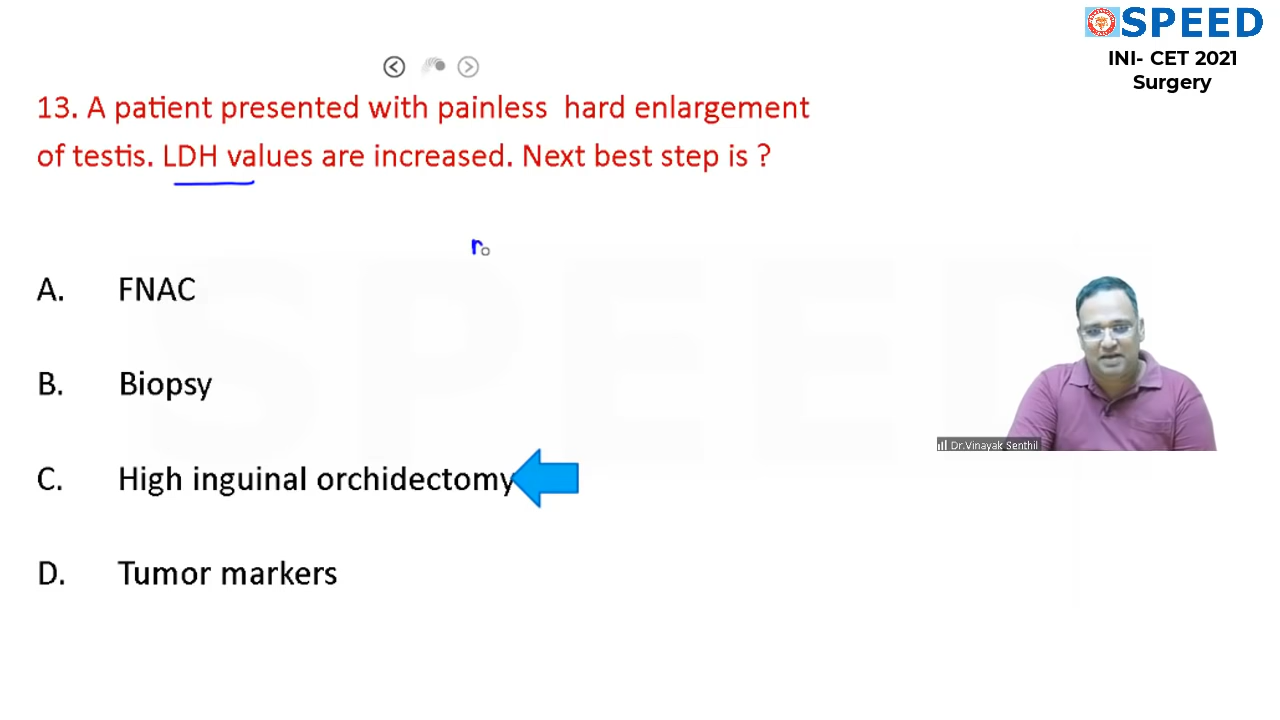 SPEED
INI- CET 2021
Surgery
13. A patient presented with painless hard enlargement
of testis. LDH values are increased. Next best step is ?
A. FNAC
B. Biopsy
C. High inguinal orchidectomy
D. Tumor markers
Dr.Vinayak Senthil